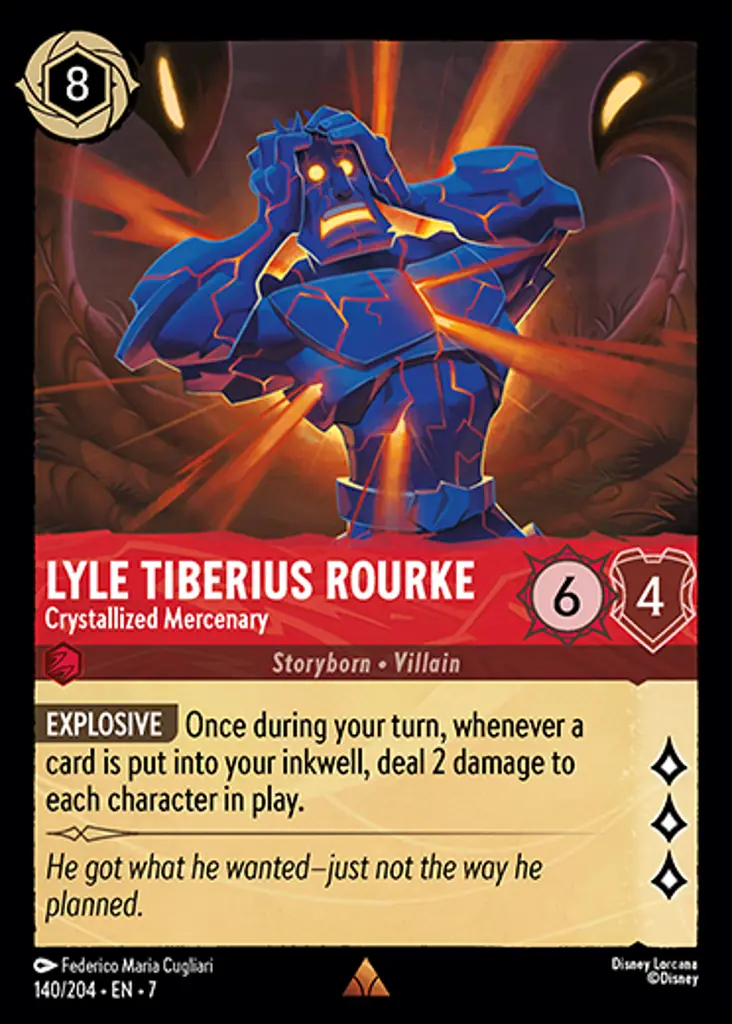 8
LYLE TIBERIUS ROURKE
Crystallized Mercenary
6
4
Storyborn • Villain
EXPLOSIVE Once during your turn, whenever a
card is put into your inkwell, deal 2 damage to
each character in play.
He got what he wanted–just not the way he
planned.
Federico Maria Cugliari
140/204 • EN • 7
Disney Lorcana
©Disney